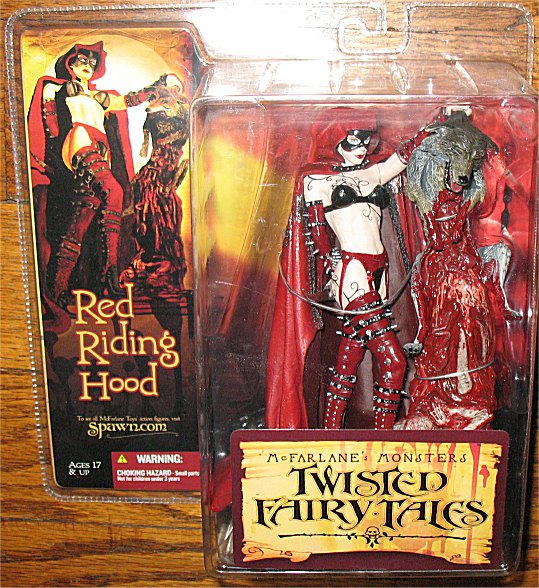 Red
Riding
Hood
To see all McFarlane Toys action figures, visit
Spawn.com
AGES 17
& UP
WARNING:
CHOKING HAZARD - Small parts
Not for children under 3 years
McFARLANE'S MONSTERS
TWISTED
FAIRY TALES